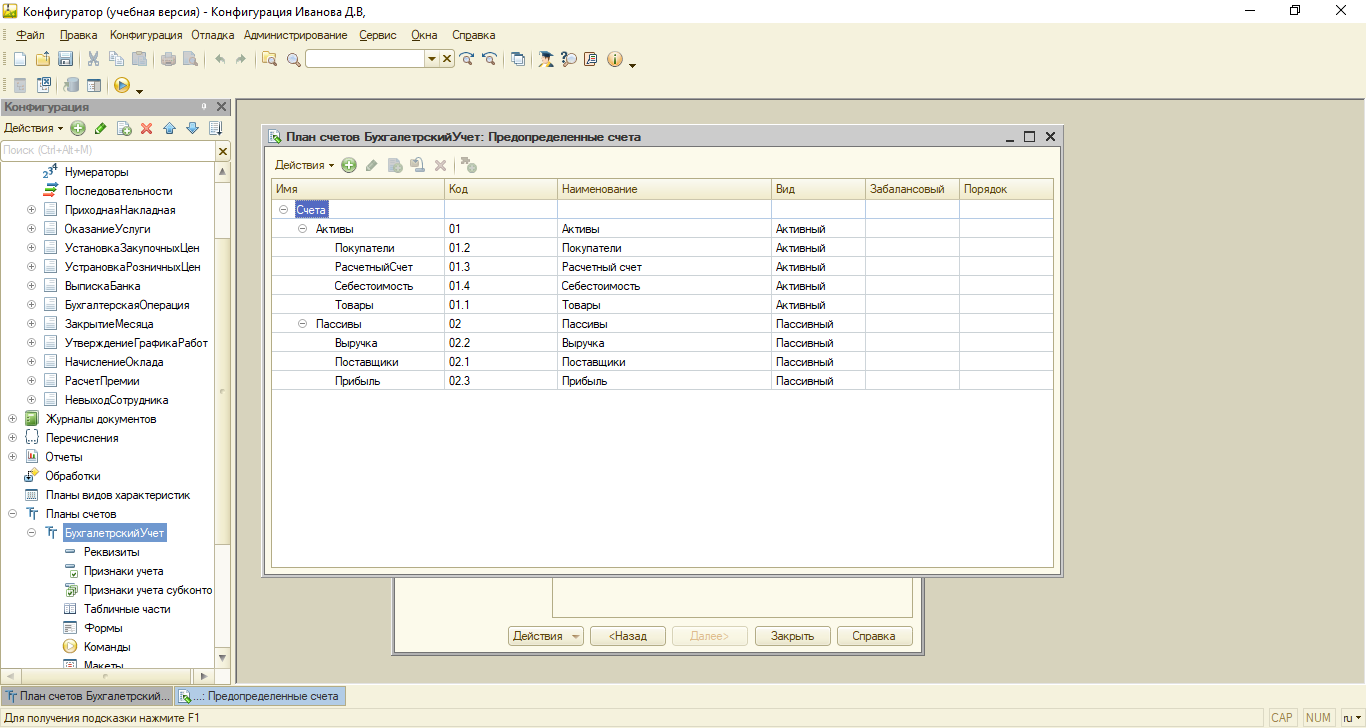 Конфигуратор (учебная версия) - Конфигурация Иванова Д.В,
Файл Правка Конфигурация Отладка Администрирование Сервис Окна Справка
Конфигурация
Действия
Поиск (Ctrl+Alt+M)
Нумераторы
Последовательности
ПриходнаяНакладная
ОказаниеУслуги
УстановкаЗакупочныхЦен
УстрановкаРозничныхЦен
ВыпискаБанка
БухгалтерскаяОперация
ЗакрытиеМесяца
УтверждениеГрафикаРабот
НачислениеОклада
РасчетПремии
НевыходСотрудника
Журналы документов
Перечисления
Отчеты
Обработки
Планы видов характеристик
Планы счетов
БухгалетрскийУчет
Реквизиты
Признаки учета
Признаки учета субконто
Табличные части
Формы
Команды
Макеты
План счетов БухгалетрскийУчет: Предопределенные счета
Действия
Имя Код Наименование Вид Забалансовый Порядок
Счета
Активы 01 Активы Активный
Покупатели 01.2 Покупатели Активный
РасчетныйСчет 01.3 Расчетный счет Активный
Себестоимость 01.4 Себестоимость Активный
Товары 01.1 Товары Активный
Пассивы 02 Пассивы Пассивный
Выручка 02.2 Выручка Пассивный
Поставщики 02.1 Поставщики Пассивный
Прибыль 02.3 Прибыль Пассивный
Действия <Назад Далее> Закрыть Справка
План счетов Бухгалетрский... ...: Предопределенные счета
Для получения подсказки нажмите F1 CAP NUM ru